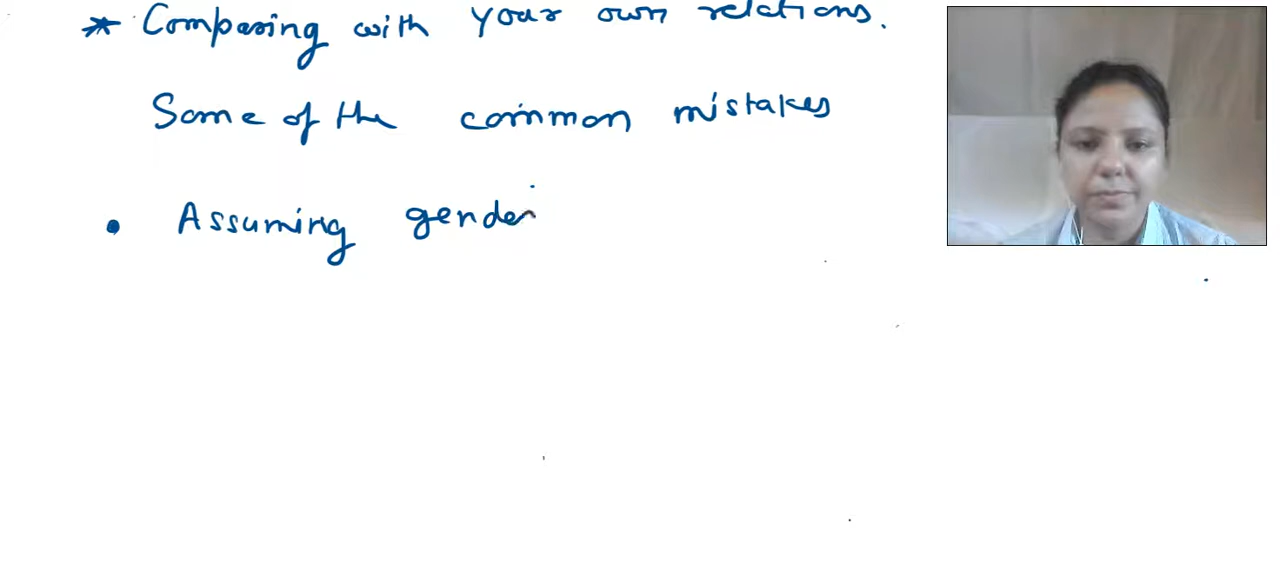 * Comparing with your own relations.
Some of the common mistakes
• Assuming gender